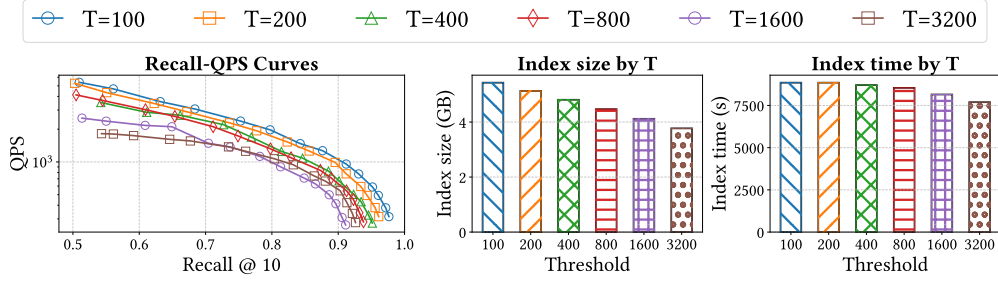 T=100 T=200 T=400 T=800 T=1600 T=3200
Recall-QPS Curves
QPS
10³
0.5 0.6 0.7 0.8 0.9 1.0
Recall @ 10
Index size by T
Index size (GB)
4
2
0
100 200 400 800 1600 3200
Threshold
Index time by T
Index time (s)
7500
5000
2500
0
100 200 400 800 1600 3200
Threshold